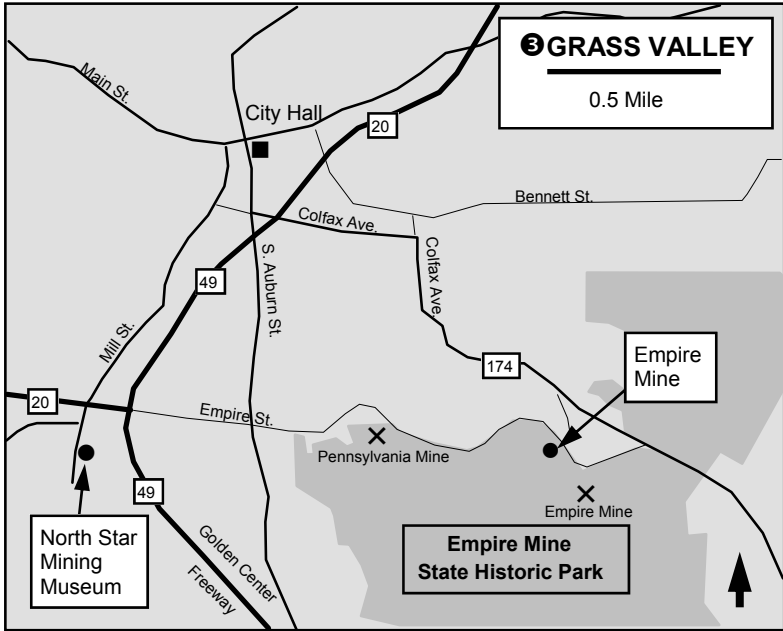 ❸GRASS VALLEY
0.5 Mile
Main St.
City Hall
20
Bennett St.
Colfax Ave.
Colfax Ave.
S. Auburn St.
49
Mill St.
174
Empire
Mine
20
Empire St.
Pennsylvania Mine
49
Empire Mine
North Star
Mining
Museum
Golden Center
Freeway
Empire Mine
State Historic Park